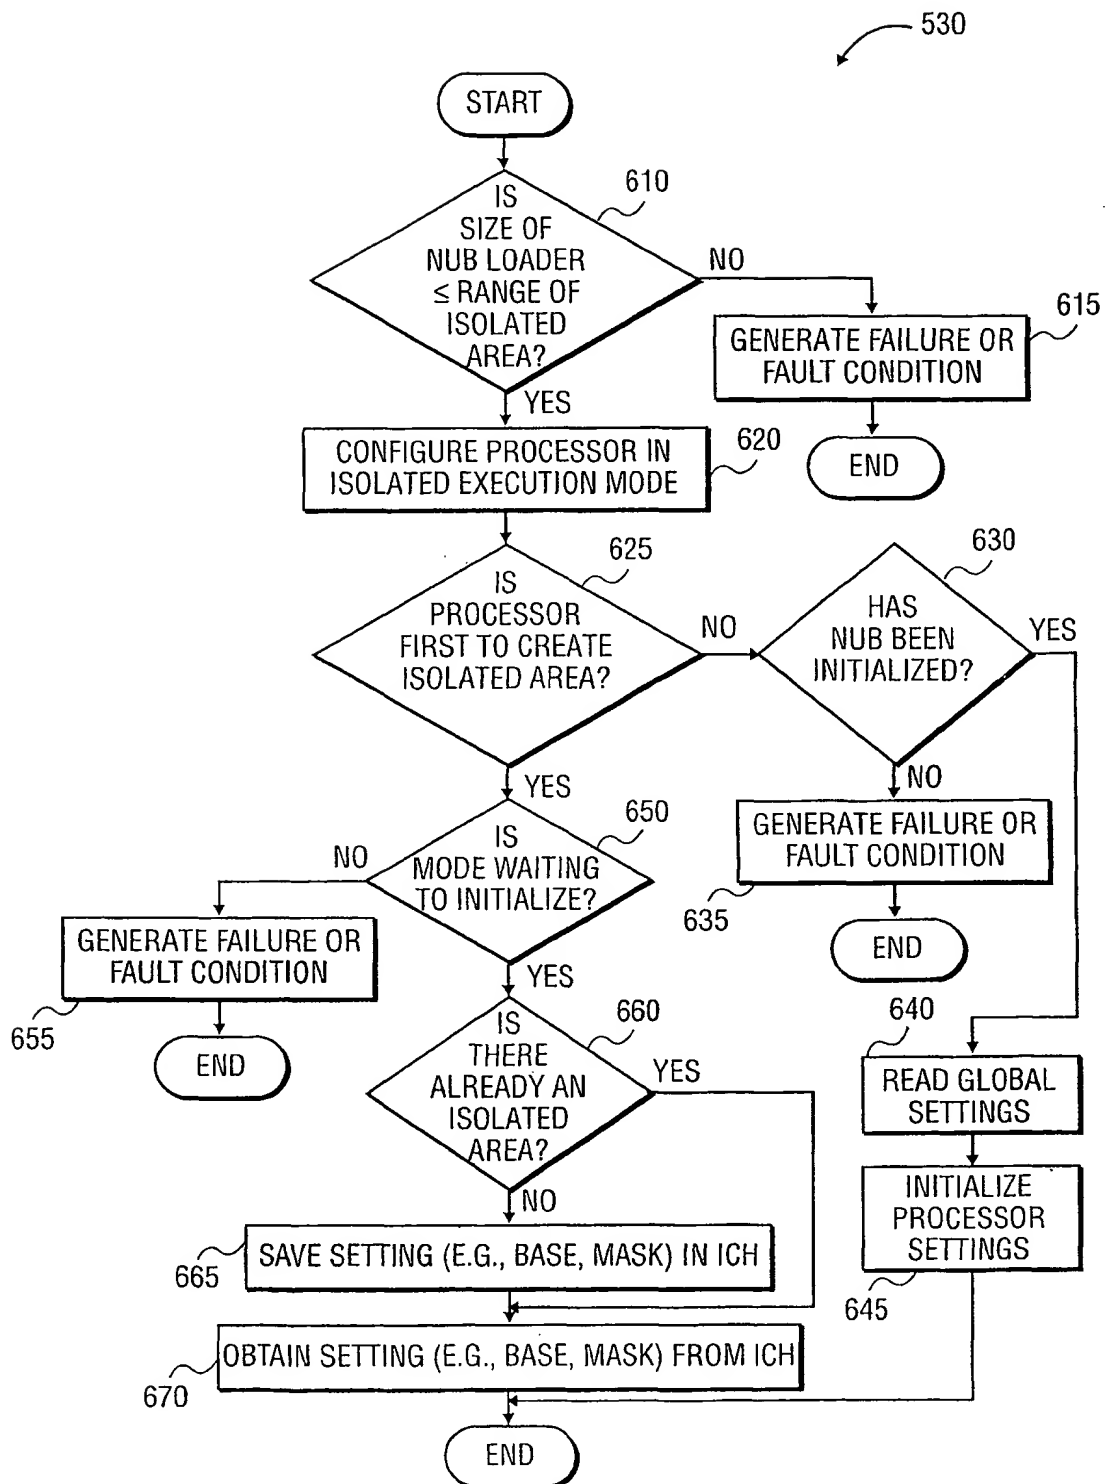 530
START
610
IS
SIZE OF
NUB LOADER
≤ RANGE OF
ISOLATED
AREA?
NO
615
GENERATE FAILURE OR
FAULT CONDITION
END
YES
620
CONFIGURE PROCESSOR IN
ISOLATED EXECUTION MODE
625
IS
PROCESSOR
FIRST TO CREATE
ISOLATED AREA?
NO
630
HAS
NUB BEEN
INITIALIZED?
YES
NO
GENERATE FAILURE OR
FAULT CONDITION
635
END
YES
650
IS
MODE WAITING
TO INITIALIZE?
NO
GENERATE FAILURE OR
FAULT CONDITION
655
END
YES
660
IS
THERE
ALREADY AN
ISOLATED
AREA?
YES
640
READ GLOBAL
SETTINGS
INITIALIZE
PROCESSOR
SETTINGS
645
NO
SAVE SETTING (E.G., BASE, MASK) IN ICH
665
OBTAIN SETTING (E.G., BASE, MASK) FROM ICH
670
END